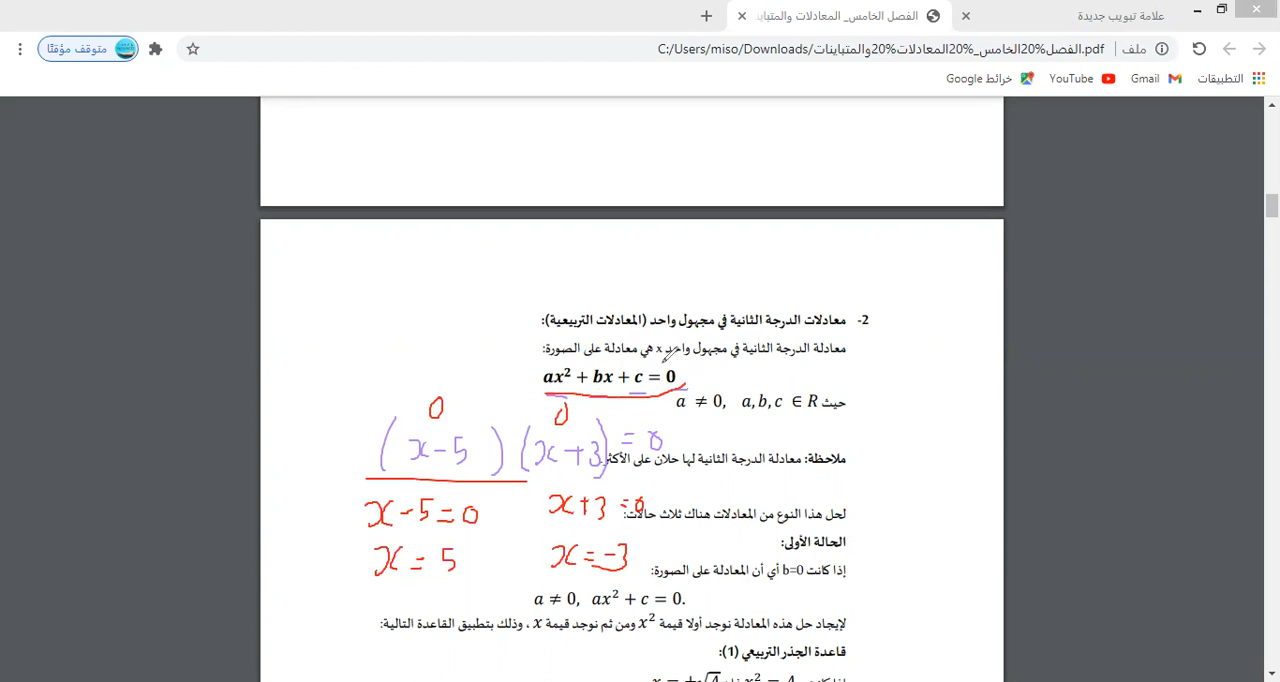 الفصل الخامس_ المعادلات والمتباينات
علامة تبويب جديدة
متوقف مؤقتًا
C:/Users/miso/Downloads/الفصل%20الخامس_%20المعادلات%20والمتباينات.pdf
ملف
التطبيقات
Gmail
YouTube
خرائط Google
2- معادلات الدرجة الثانية في مجهول واحد (المعادلات التربيعية):
معادلة الدرجة الثانية في مجهول واحد x هي معادلة على الصورة:
ax² + bx + c = 0
حيث a ≠ 0, a, b, c ∈ R
0 0
(x - 5) (x + 3) = 0
ملاحظة: معادلة الدرجة الثانية لها حلان على الأكثر.
x - 5 = 0 x + 3 = 0
لحل هذا النوع من المعادلات هناك ثلاث حالات:
الحالة الأولى:
x = 5 x = -3
إذا كانت b=0 أي أن المعادلة على الصورة:
a ≠ 0, ax² + c = 0.
لإيجاد حل هذه المعادلة نوجد أولا قيمة x² ومن ثم نوجد قيمة x ، وذلك بتطبيق القاعدة التالية:
قاعدة الجذر التربيعي (1):